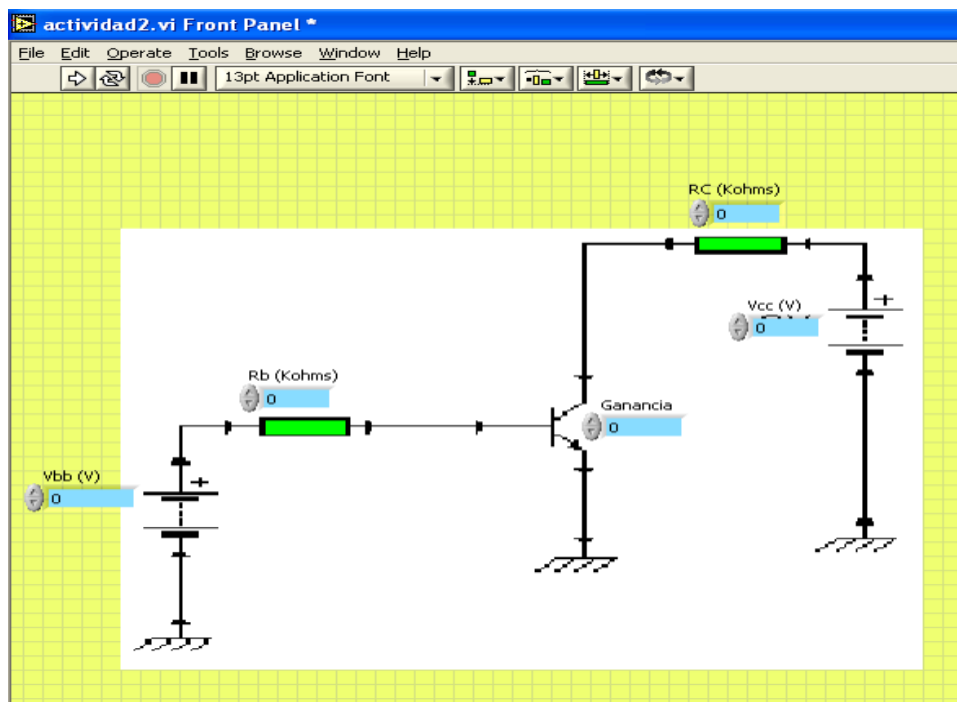 actividad2.vi Front Panel *
File Edit Operate Tools Browse Window Help
13pt Application Font
RC (Kohms)
0
Vcc (V)
0
Rb (Kohms)
0
Ganancia
0
Vbb (V)
0